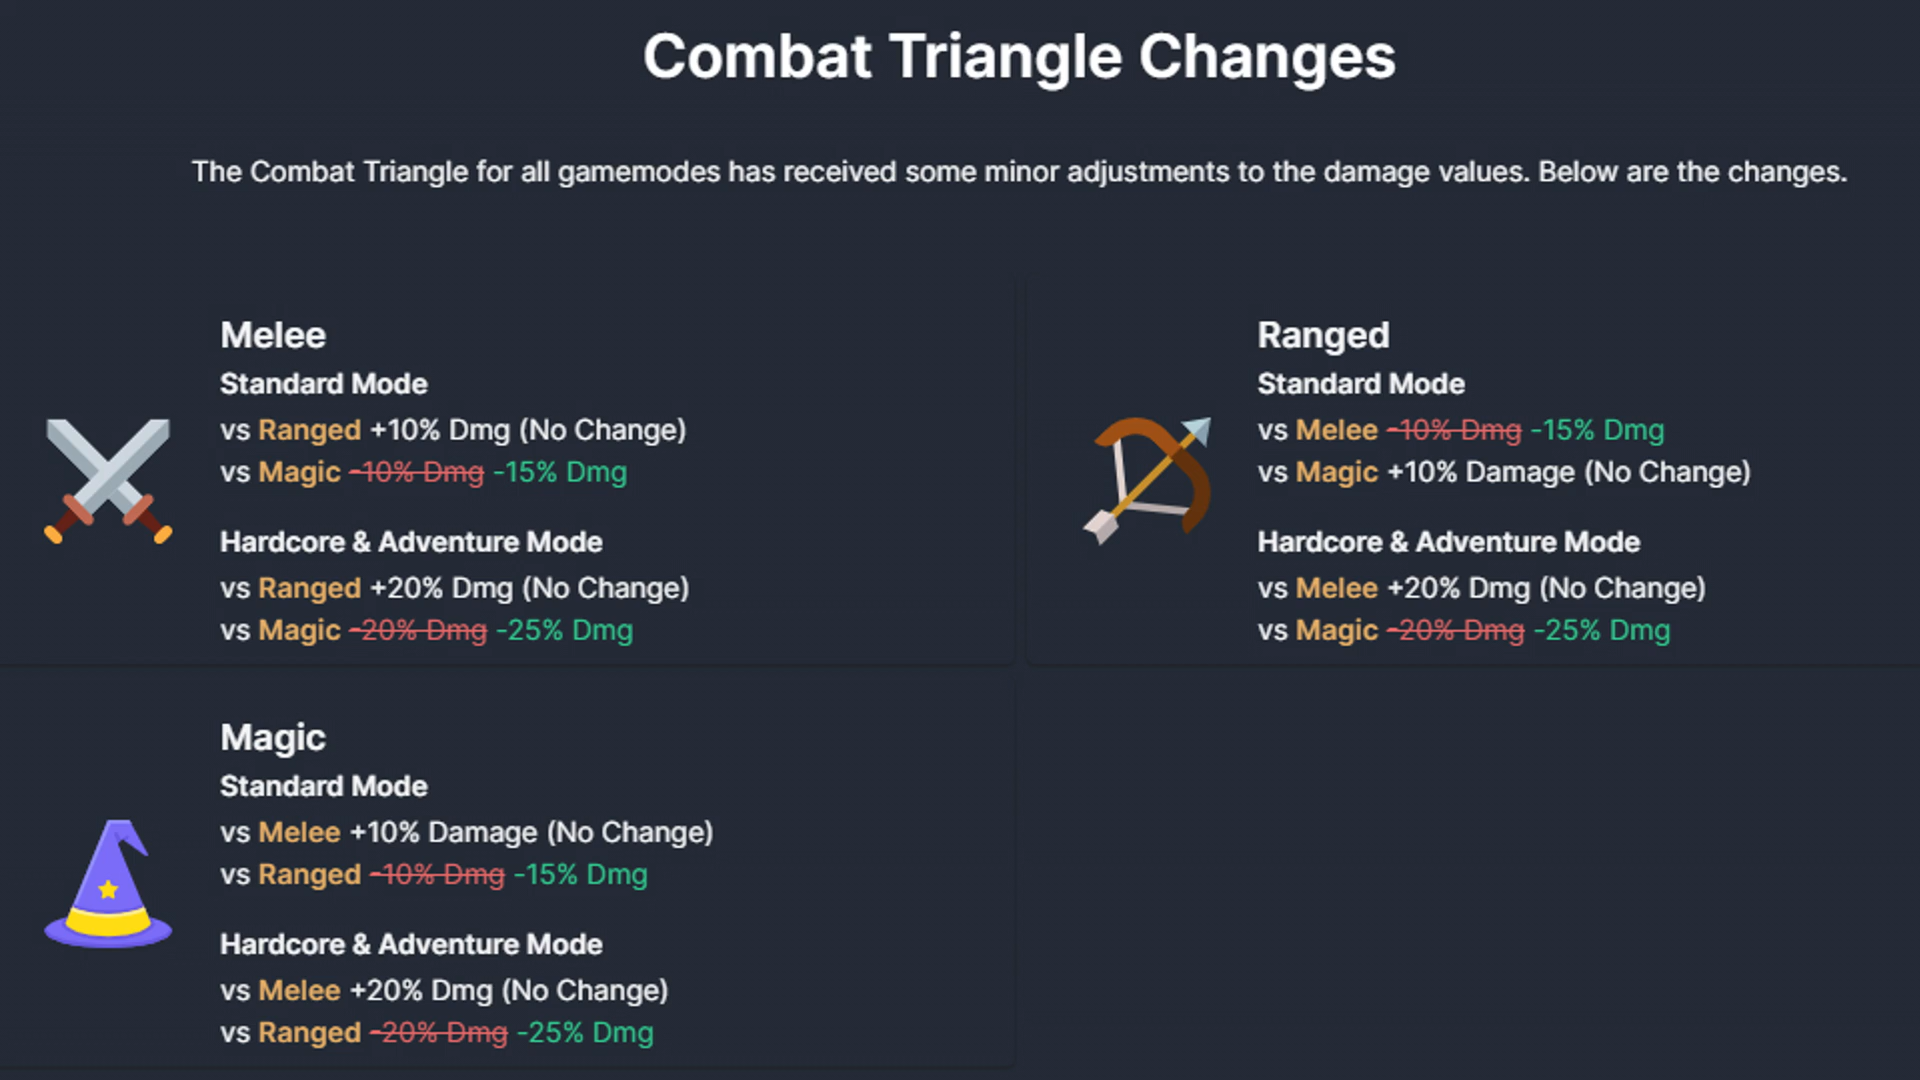 Combat Triangle Changes
The Combat Triangle for all gamemodes has received some minor adjustments to the damage values. Below are the changes.
Melee
Standard Mode
vs Ranged +10% Dmg (No Change)
vs Magic -10% Dmg -15% Dmg
Hardcore & Adventure Mode
vs Ranged +20% Dmg (No Change)
vs Magic -20% Dmg -25% Dmg
Ranged
Standard Mode
vs Melee -10% Dmg -15% Dmg
vs Magic +10% Damage (No Change)
Hardcore & Adventure Mode
vs Melee +20% Dmg (No Change)
vs Magic -20% Dmg -25% Dmg
Magic
Standard Mode
vs Melee +10% Damage (No Change)
vs Ranged -10% Dmg -15% Dmg
Hardcore & Adventure Mode
vs Melee +20% Dmg (No Change)
vs Ranged -20% Dmg -25% Dmg